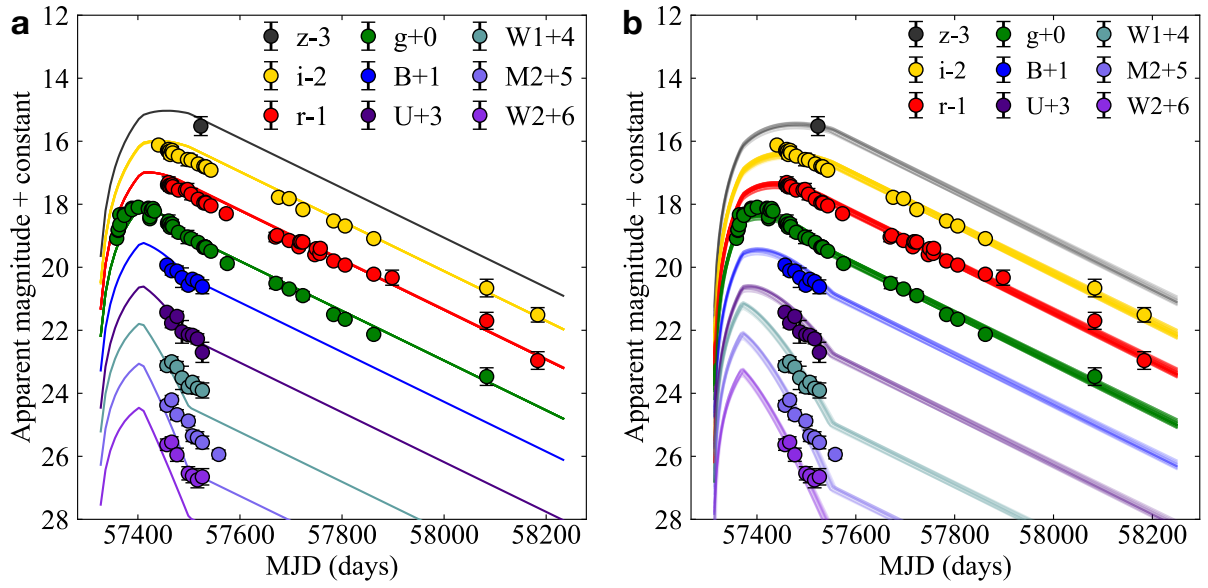 a
z-3 g+0 W1+4
i-2 B+1 M2+5
r-1 U+3 W2+6
12
14
16
18
20
22
24
26
28
Apparent magnitude + constant
57400 57600 57800 58000 58200
MJD (days)
b
z-3 g+0 W1+4
i-2 B+1 M2+5
r-1 U+3 W2+6
12
14
16
18
20
22
24
26
28
Apparent magnitude + constant
57400 57600 57800 58000 58200
MJD (days)